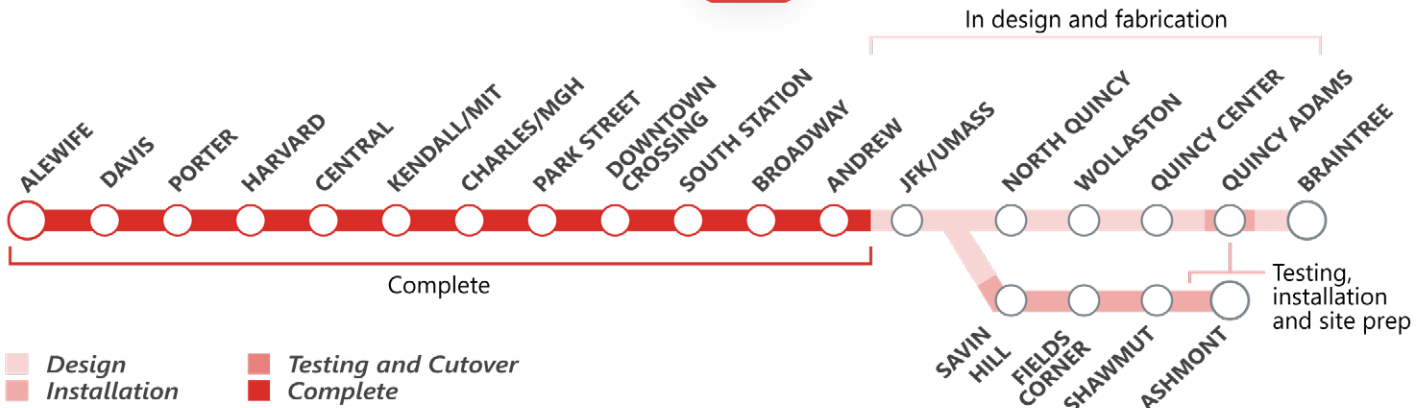 In design and fabrication
ALEWIFE
DAVIS
PORTER
HARVARD
CENTRAL
KENDALL/MIT
CHARLES/MGH
PARK STREET
DOWNTOWN
CROSSING
SOUTH STATION
BROADWAY
ANDREW
JFK/UMASS
NORTH QUINCY
WOLLASTON
QUINCY CENTER
QUINCY ADAMS
BRAINTREE
Complete
Testing,
installation
and site prep
SAVIN
HILL
FIELDS
CORNER
SHAWMUT
ASHMONT
Design
Installation
Testing and Cutover
Complete